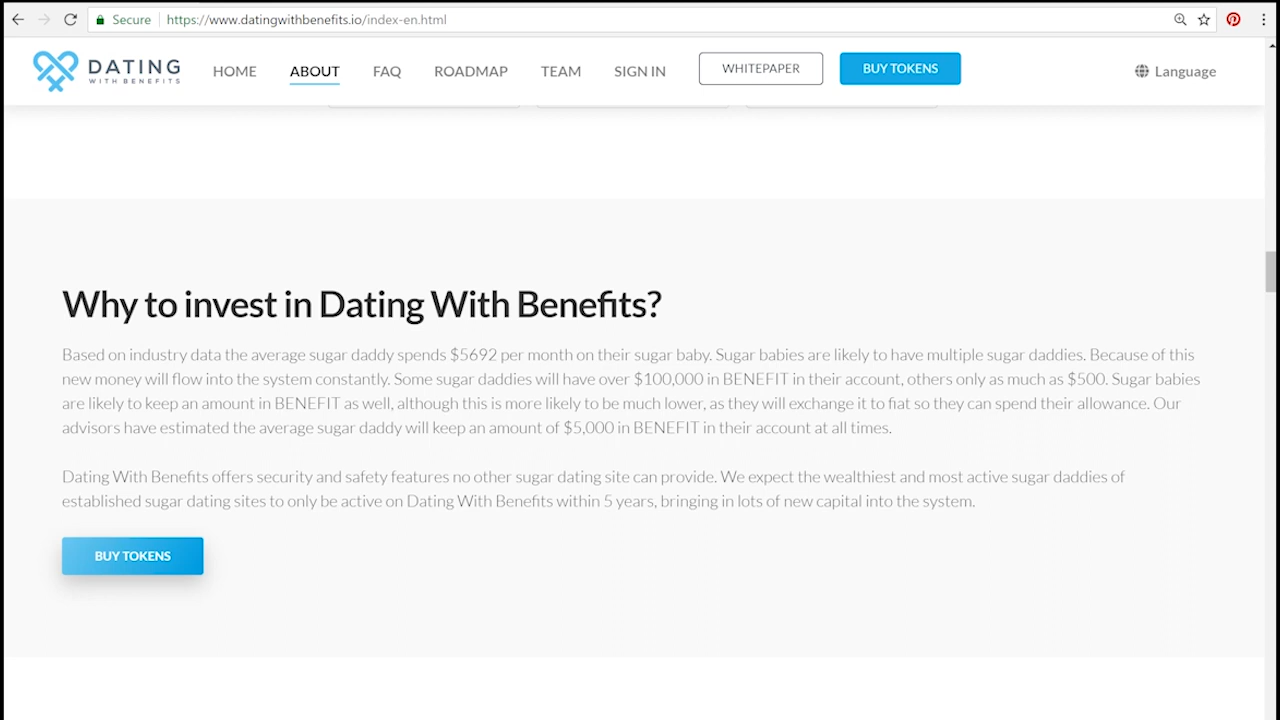 Secure
https://www.datingwithbenefits.io/index-en.html
DATING
WITH BENEFITS
HOME
ABOUT
FAQ
ROADMAP
TEAM
SIGN IN
WHITEPAPER
BUY TOKENS
Language
Why to invest in Dating With Benefits?
Based on industry data the average sugar daddy spends $5692 per month on their sugar baby. Sugar babies are likely to have multiple sugar daddies. Because of this
new money will flow into the system constantly. Some sugar daddies will have over $100,000 in BENEFIT in their account, others only as much as $500. Sugar babies
are likely to keep an amount in BENEFIT as well, although this is more likely to be much lower, as they will exchange it to fiat so they can spend their allowance. Our
advisors have estimated the average sugar daddy will keep an amount of $5,000 in BENEFIT in their account at all times.
Dating With Benefits offers security and safety features no other sugar dating site can provide. We expect the wealthiest and most active sugar daddies of
established sugar dating sites to only be active on Dating With Benefits within 5 years, bringing in lots of new capital into the system.
BUY TOKENS